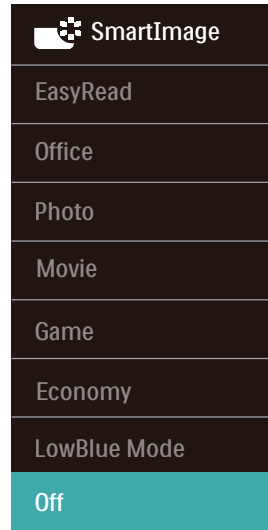 SmartImage
EasyRead
Office
Photo
Movie
Game
Economy
LowBlue Mode
Off